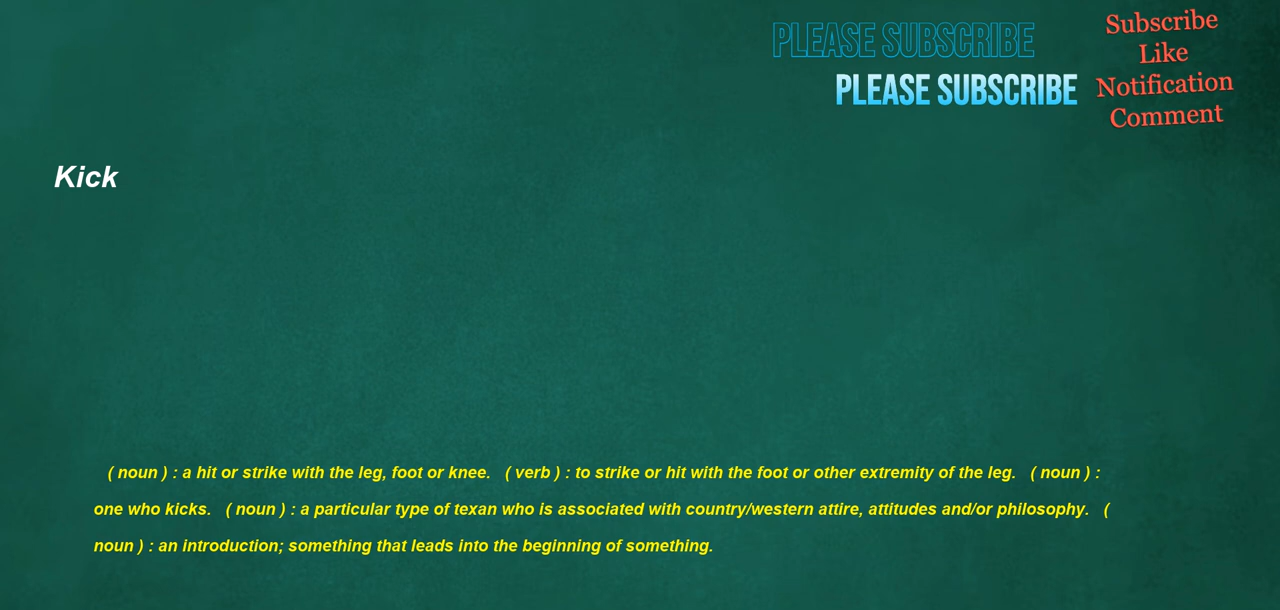 PLEASE SUBSCRIBE
PLEASE SUBSCRIBE
Subscribe
Like
Notification
Comment
Kick
( noun ) : a hit or strike with the leg, foot or knee. ( verb ) : to strike or hit with the foot or other extremity of the leg. ( noun ) :
one who kicks. ( noun ) : a particular type of texan who is associated with country/western attire, attitudes and/or philosophy. (
noun ) : an introduction; something that leads into the beginning of something.